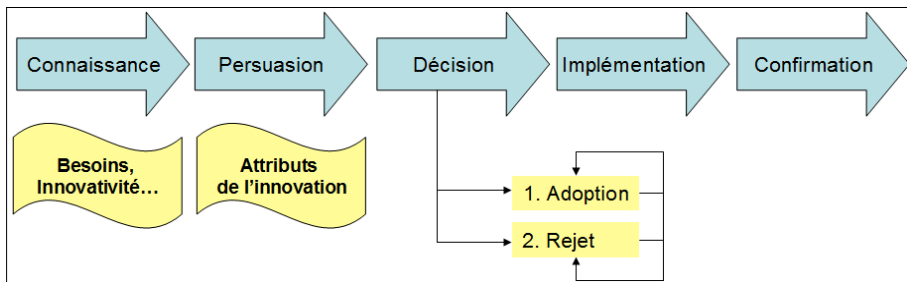 Connaissance
Persuasion
Décision
Implémentation
Confirmation
Besoins,
Innovativité…
Attributs
de l’innovation
1. Adoption
2. Rejet